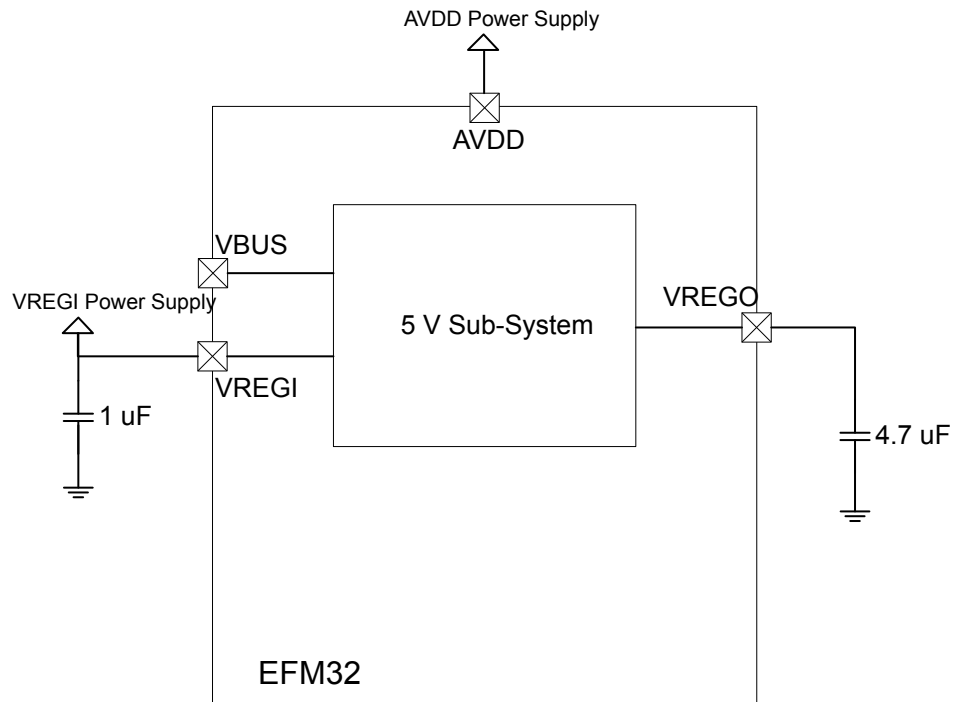 AVDD Power Supply
AVDD
VBUS
VREGI Power Supply
VREGO
5 V Sub-System
VREGI
1 uF
4.7 uF
EFM32